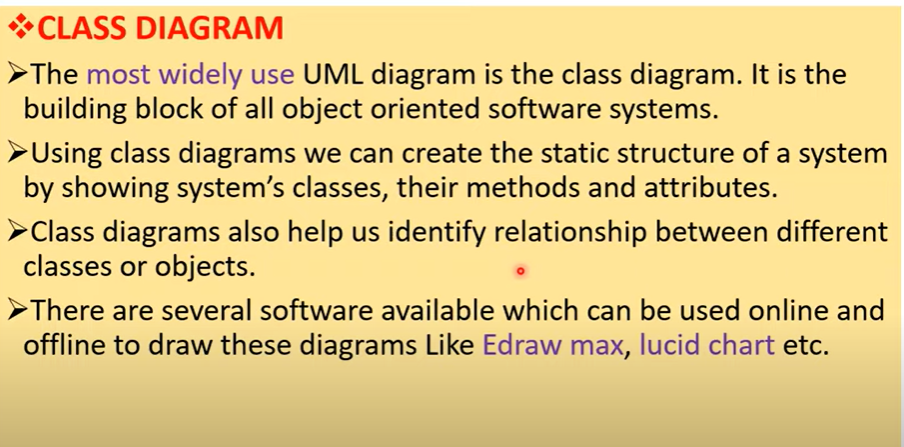 ❖CLASS DIAGRAM
➢The most widely use UML diagram is the class diagram. It is the
building block of all object oriented software systems.
➢Using class diagrams we can create the static structure of a system
by showing system’s classes, their methods and attributes.
➢Class diagrams also help us identify relationship between different
classes or objects.
➢There are several software available which can be used online and
offline to draw these diagrams Like Edraw max, lucid chart etc.